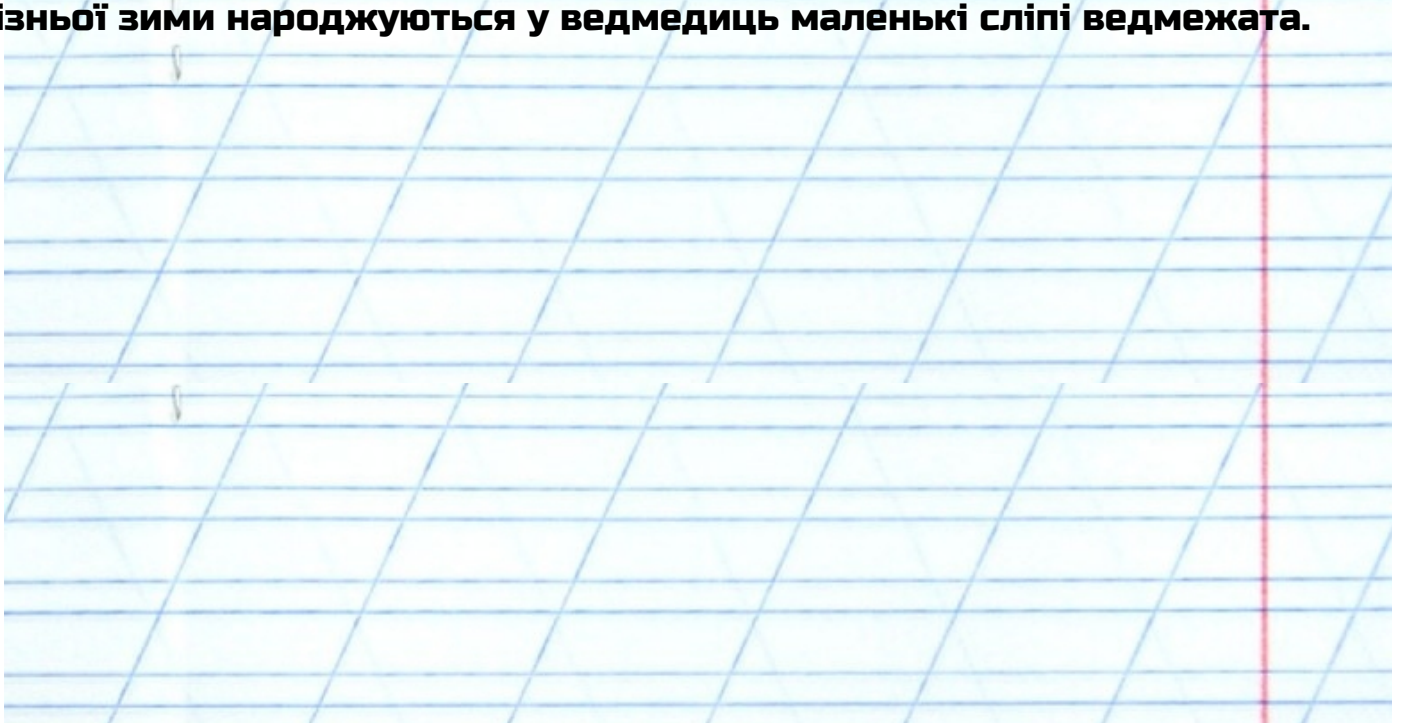 ізньої зими народжуються у ведмедиць маленькі сліпі ведмежата.